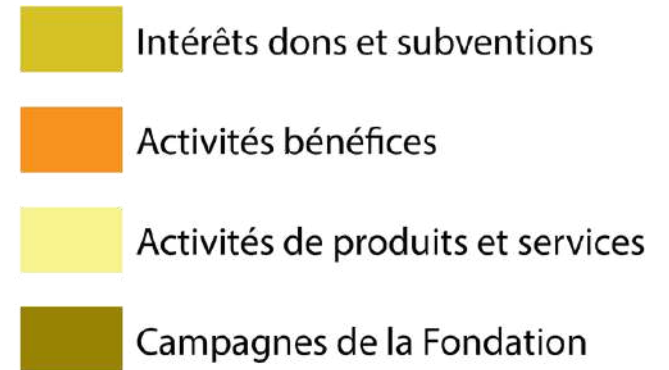 Intérêts dons et subventions
Activités bénéfices
Activités de produits et services
Campagnes de la Fondation